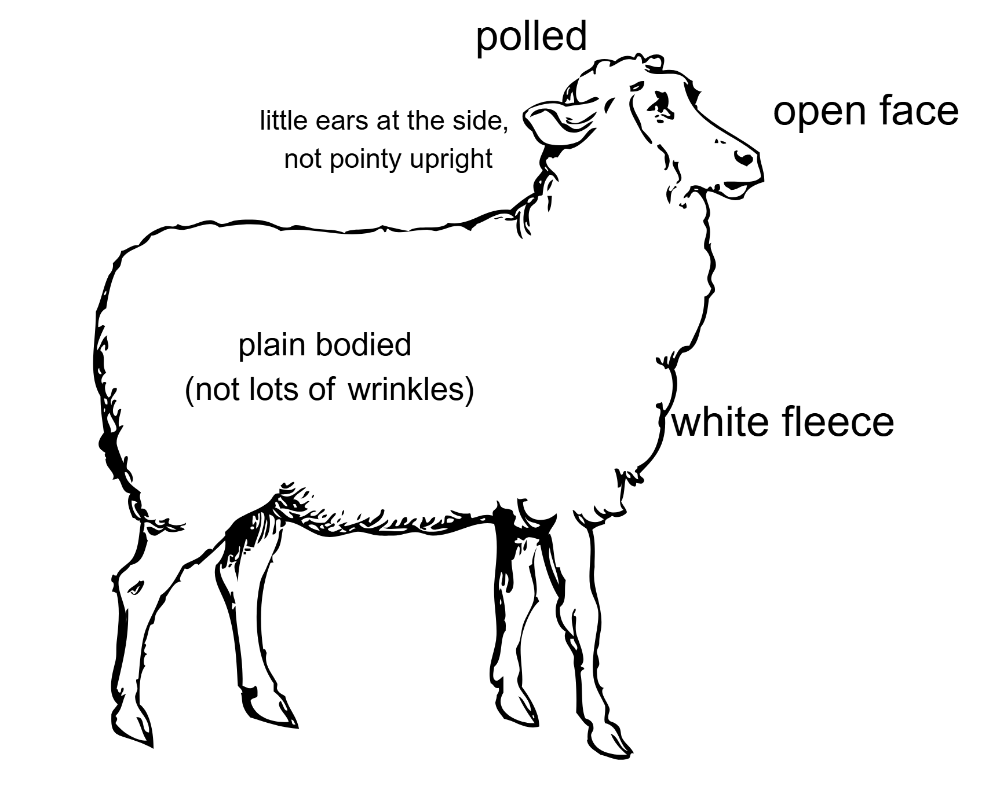 polled
open face
little ears at the side,
not pointy upright
plain bodied
(not lots of wrinkles)
white fleece